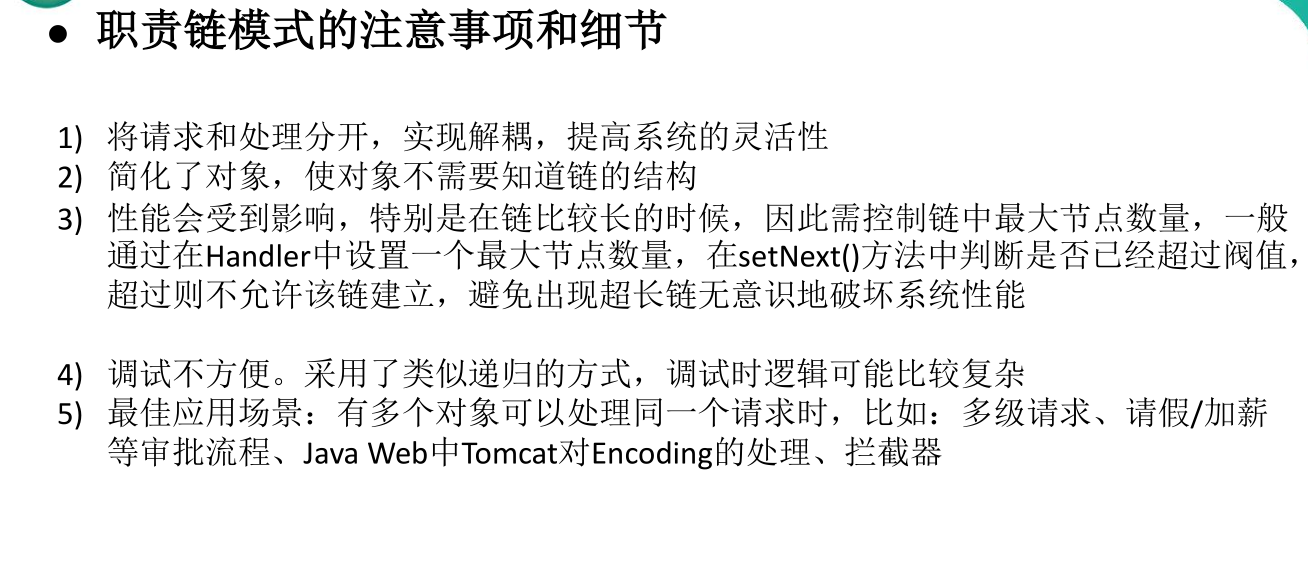 ● 职责链模式的注意事项和细节
1) 将请求和处理分开，实现解耦，提高系统的灵活性
2) 简化了对象，使对象不需要知道链的结构
3) 性能会受到影响，特别是在链比较长的时候，因此需控制链中最大节点数量，一般
通过在Handler中设置一个最大节点数量，在setNext()方法中判断是否已经超过阀值，
超过则不允许该链建立，避免出现超长链无意识地破坏系统性能
4) 调试不方便。采用了类似递归的方式，调试时逻辑可能比较复杂
5) 最佳应用场景：有多个对象可以处理同一个请求时，比如：多级请求、请假/加薪
等审批流程、Java Web中Tomcat对Encoding的处理、拦截器